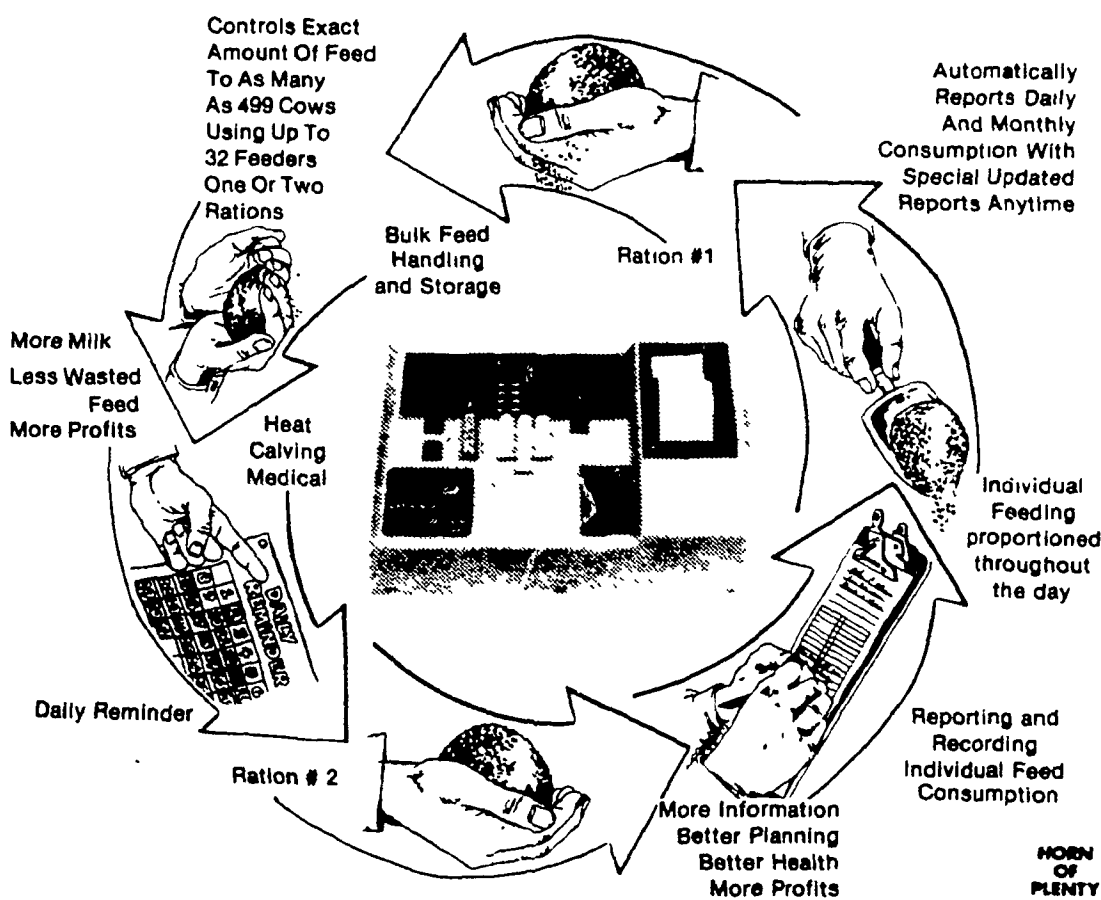 Controls Exact
Amount Of Feed
To As Many
As 499 Cows
Using Up To
32 Feeders
One Or Two
Rations
Automatically
Reports Daily
And Monthly
Consumption With
Special Updated
Reports Anytime
Bulk Feed
Handling
and Storage
Ration #1
More Milk
Less Wasted
Feed
More Profits
Heat
Calving
Medical
Individual
Feeding
proportioned
throughout
the day
DAILY
REMINDER
Daily Reminder
Ration # 2
Reporting and
Recording
Individual Feed
Consumption
More Information
Better Planning
Better Health
More Profits
HORN
OF
PLENTY